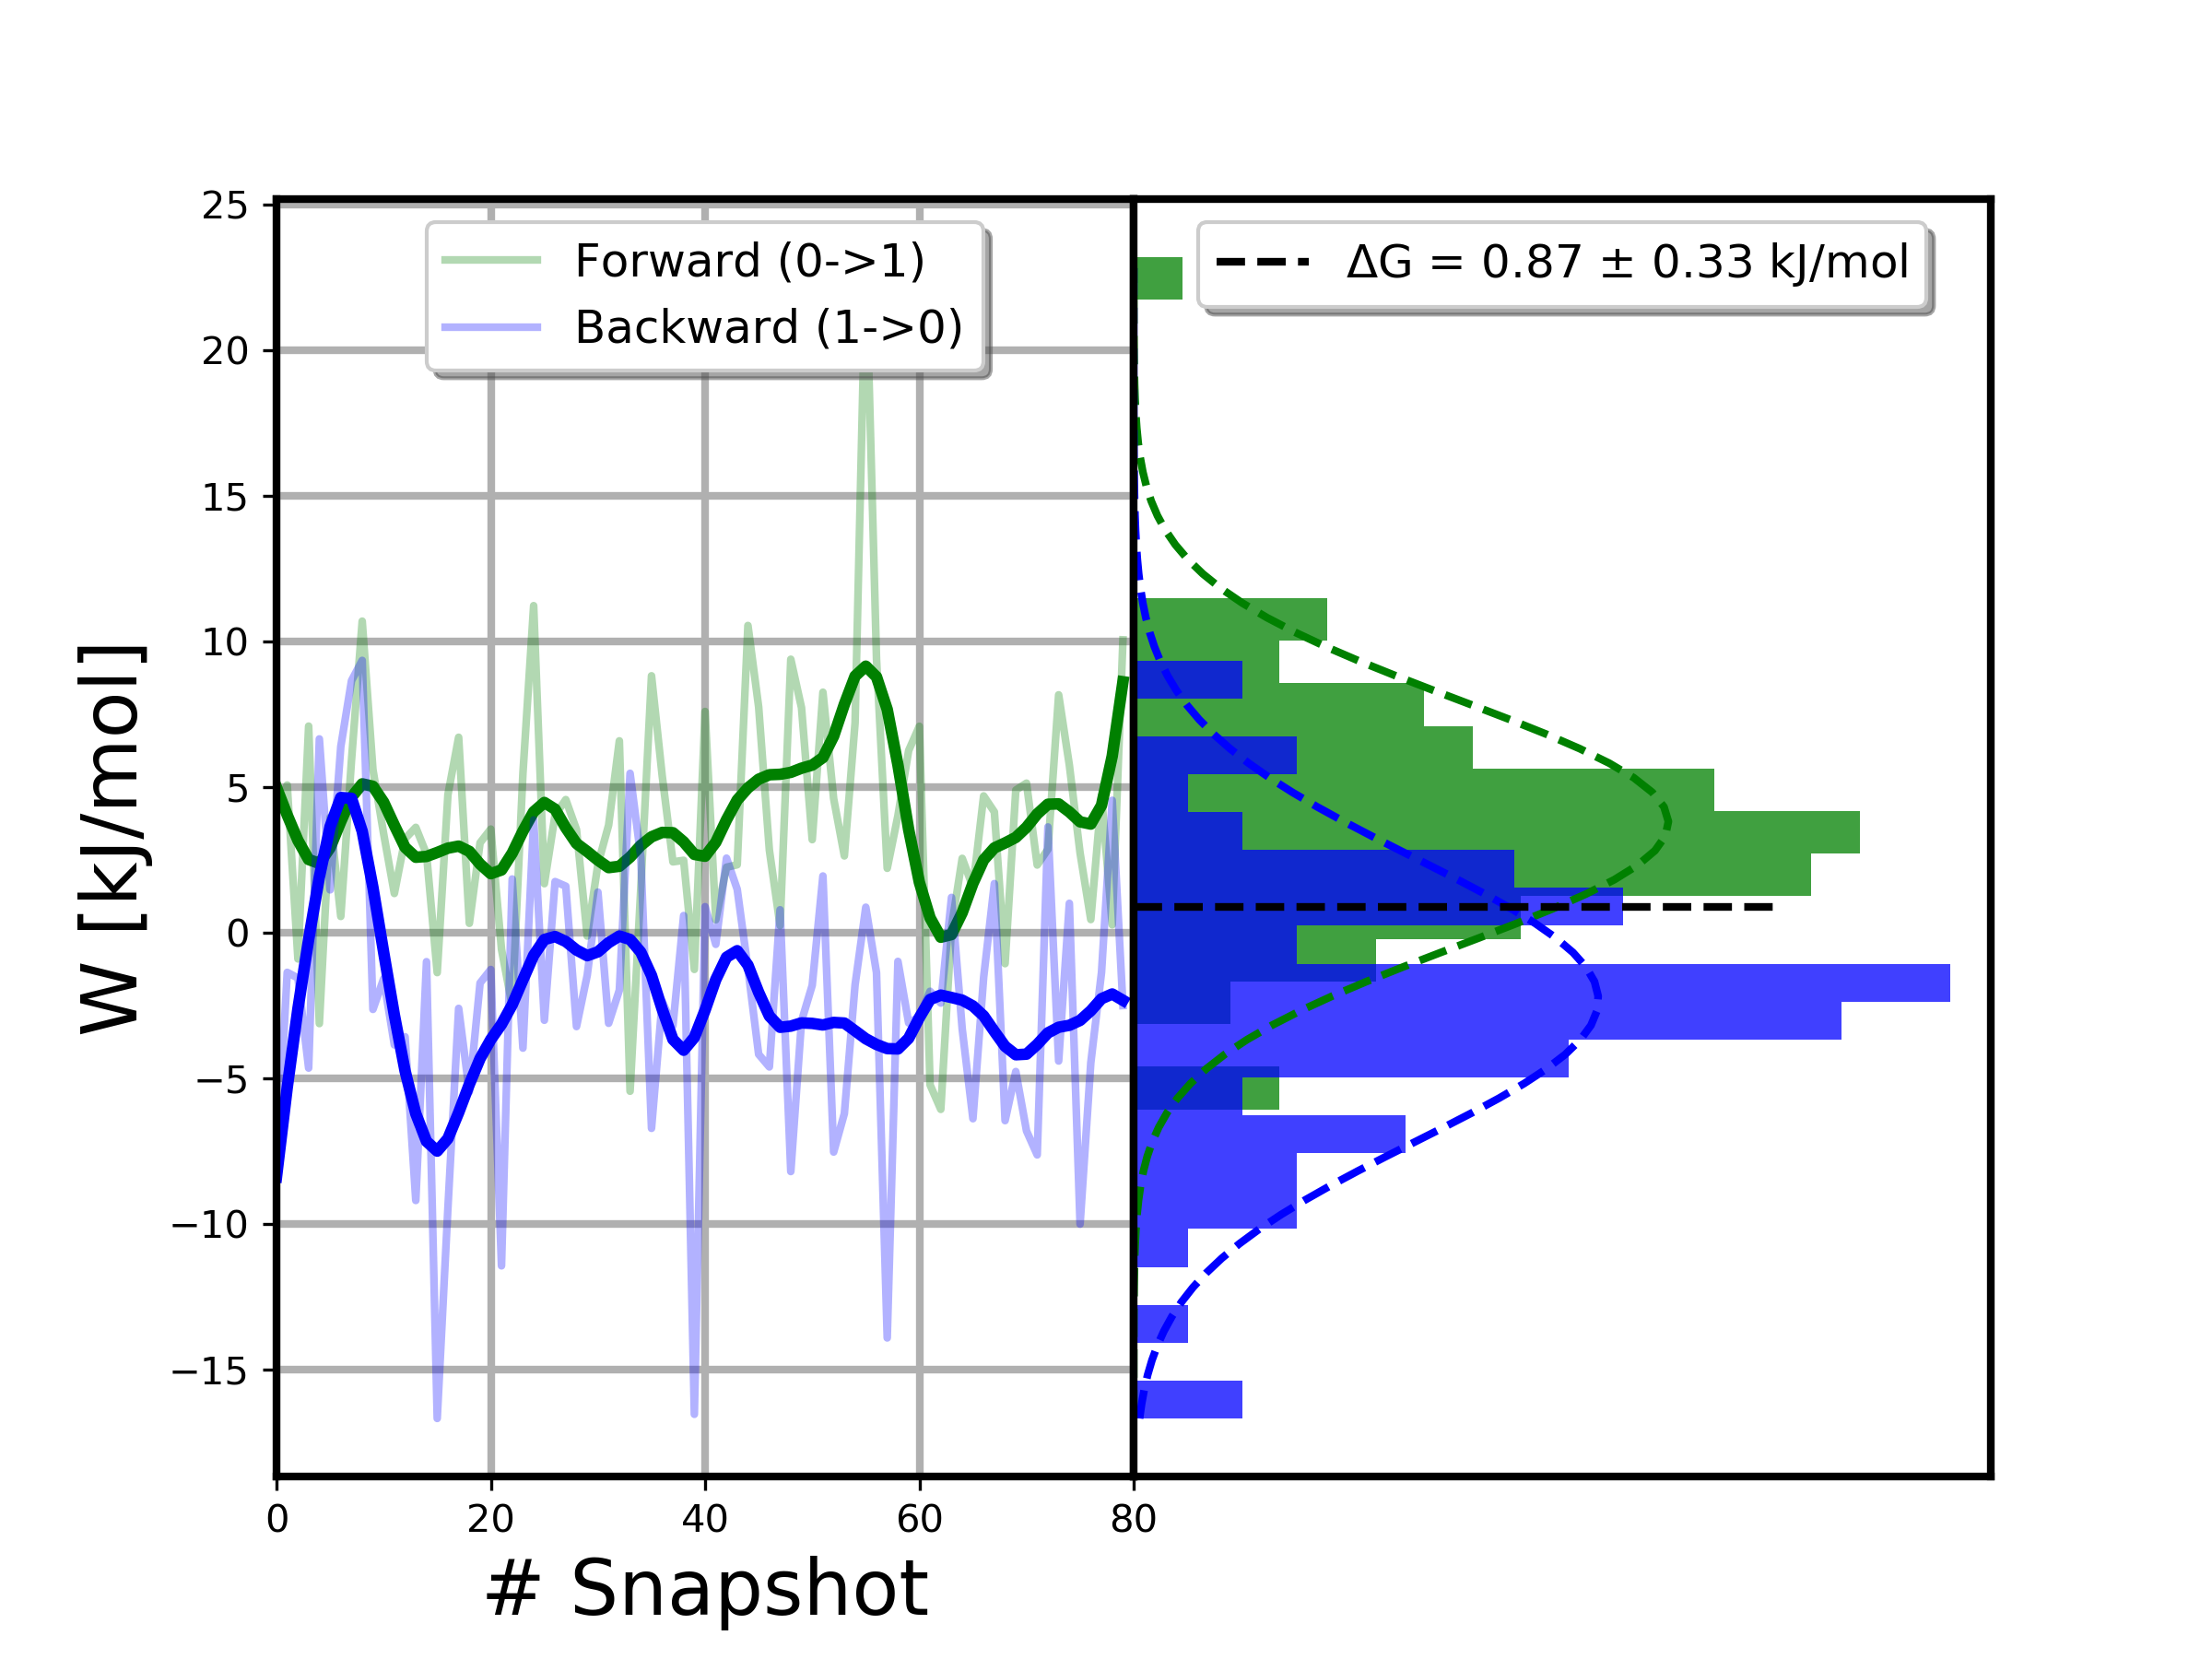 W [kJ/mol]
25
20
15
10
5
0
−5
−10
−15
Forward (0->1)
Backward (1->0)
ΔG = 0.87 ± 0.33 kJ/mol
0 20 40 60 80
# Snapshot